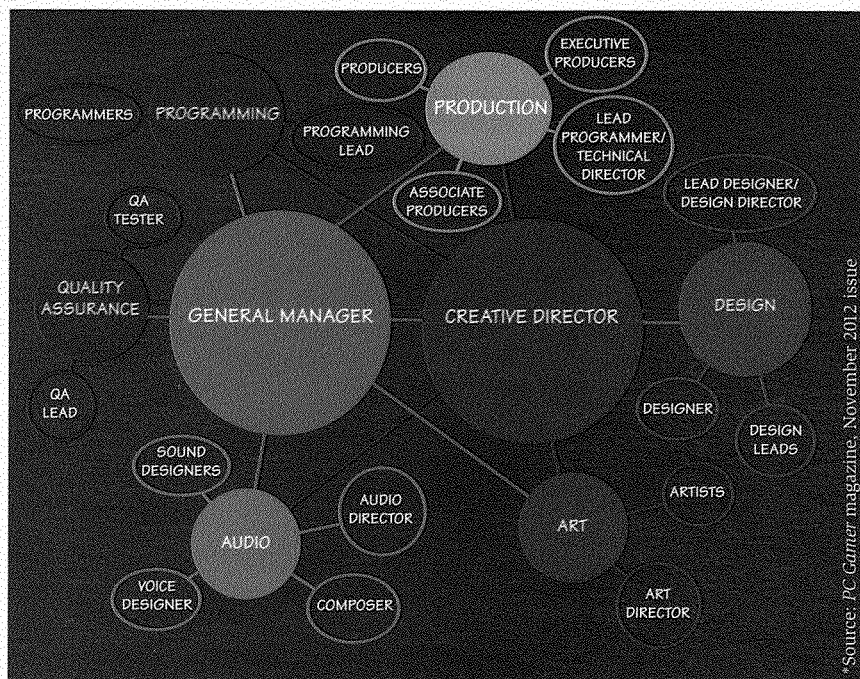 PRODUCERS
EXECUTIVE
PRODUCERS
PRODUCTION
PROGRAMMERS
PROGRAMMING
PROGRAMMING
LEAD
LEAD
PROGRAMMER/
TECHNICAL
DIRECTOR
ASSOCIATE
PRODUCERS
LEAD DESIGNER/
DESIGN DIRECTOR
QA
TESTER
QUALITY
ASSURANCE
GENERAL MANAGER
CREATIVE DIRECTOR
DESIGN
QA
LEAD
DESIGNER
DESIGN
LEADS
SOUND
DESIGNERS
AUDIO
DIRECTOR
ARTISTS
AUDIO
ART
VOICE
DESIGNER
COMPOSER
ART
DIRECTOR
*Source: PC Gamer magazine, November 2012 issue